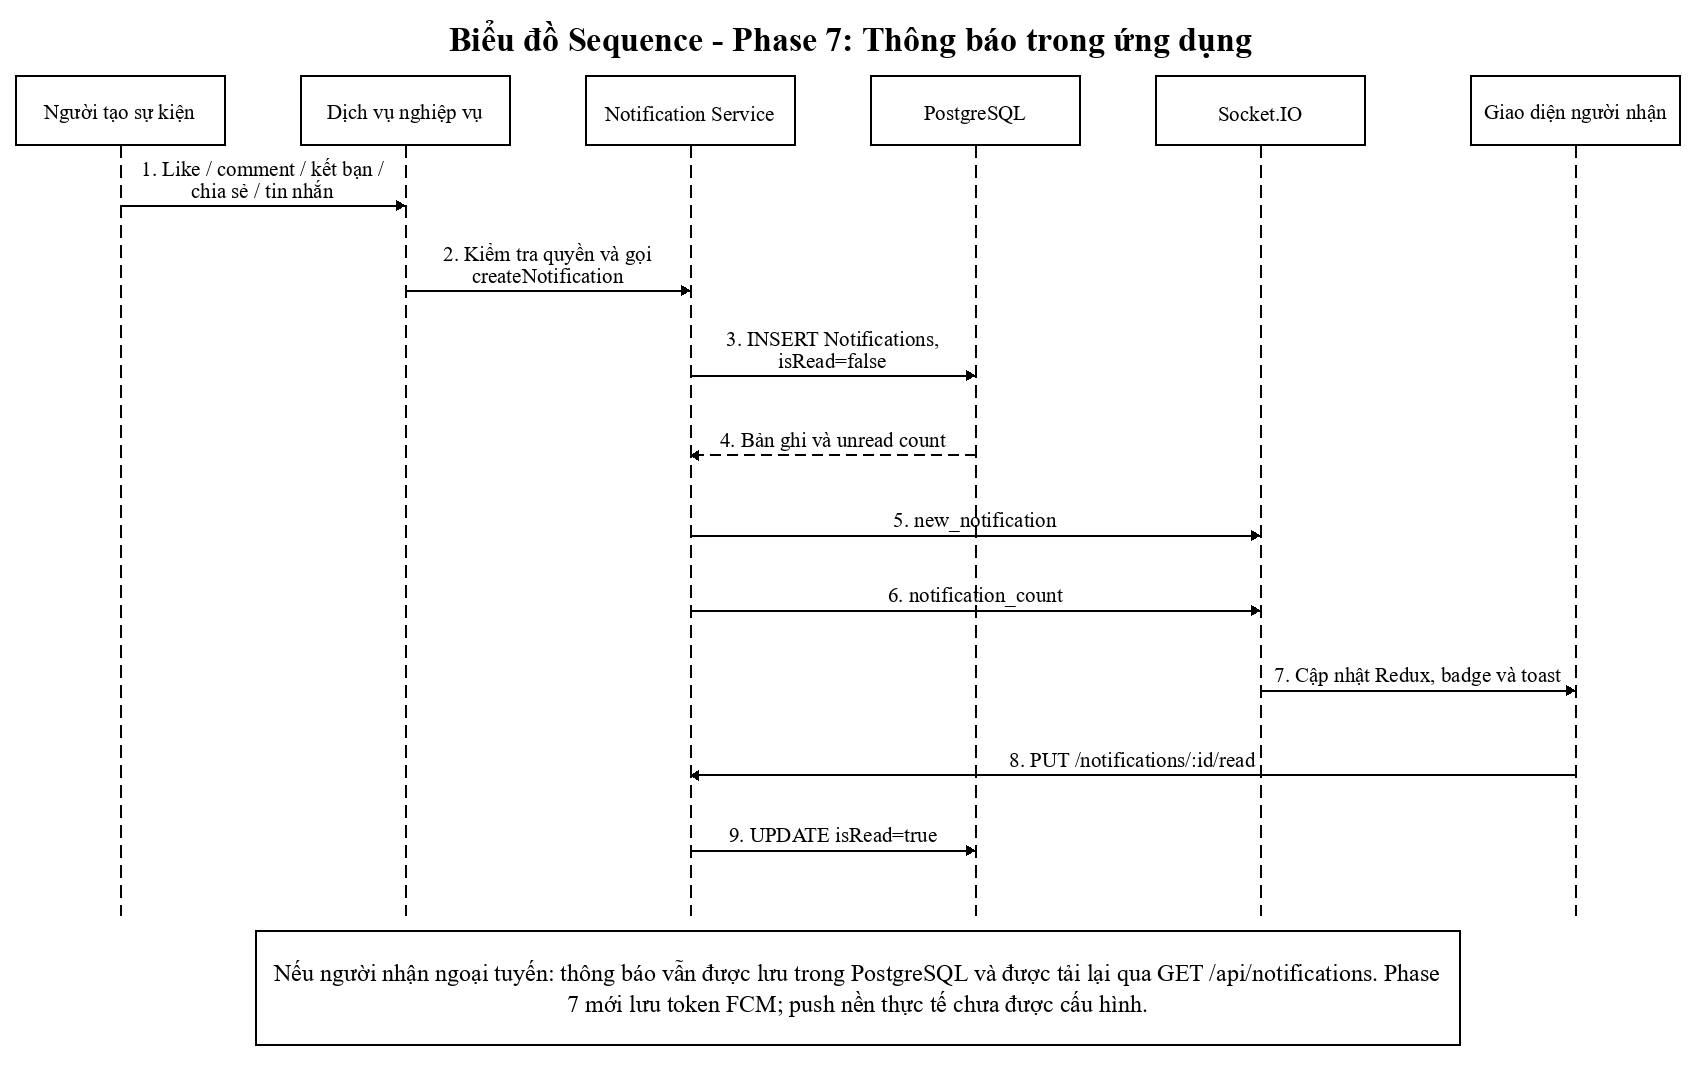 Biểu đồ Sequence - Phase 7: Thông báo trong ứng dụng
Người tạo sự kiện
Dịch vụ nghiệp vụ
Notification Service
PostgreSQL
Socket.IO
Giao diện người nhận
1. Like / comment / kết bạn /
chia sẻ / tin nhắn
2. Kiểm tra quyền và gọi
createNotification
3. INSERT Notifications,
isRead=false
4. Bản ghi và unread count
5. new_notification
6. notification_count
7. Cập nhật Redux, badge và toast
8. PUT /notifications/:id/read
9. UPDATE isRead=true
Nếu người nhận ngoại tuyến: thông báo vẫn được lưu trong PostgreSQL và được tải lại qua GET /api/notifications. Phase
7 mới lưu token FCM; push nền thực tế chưa được cấu hình.